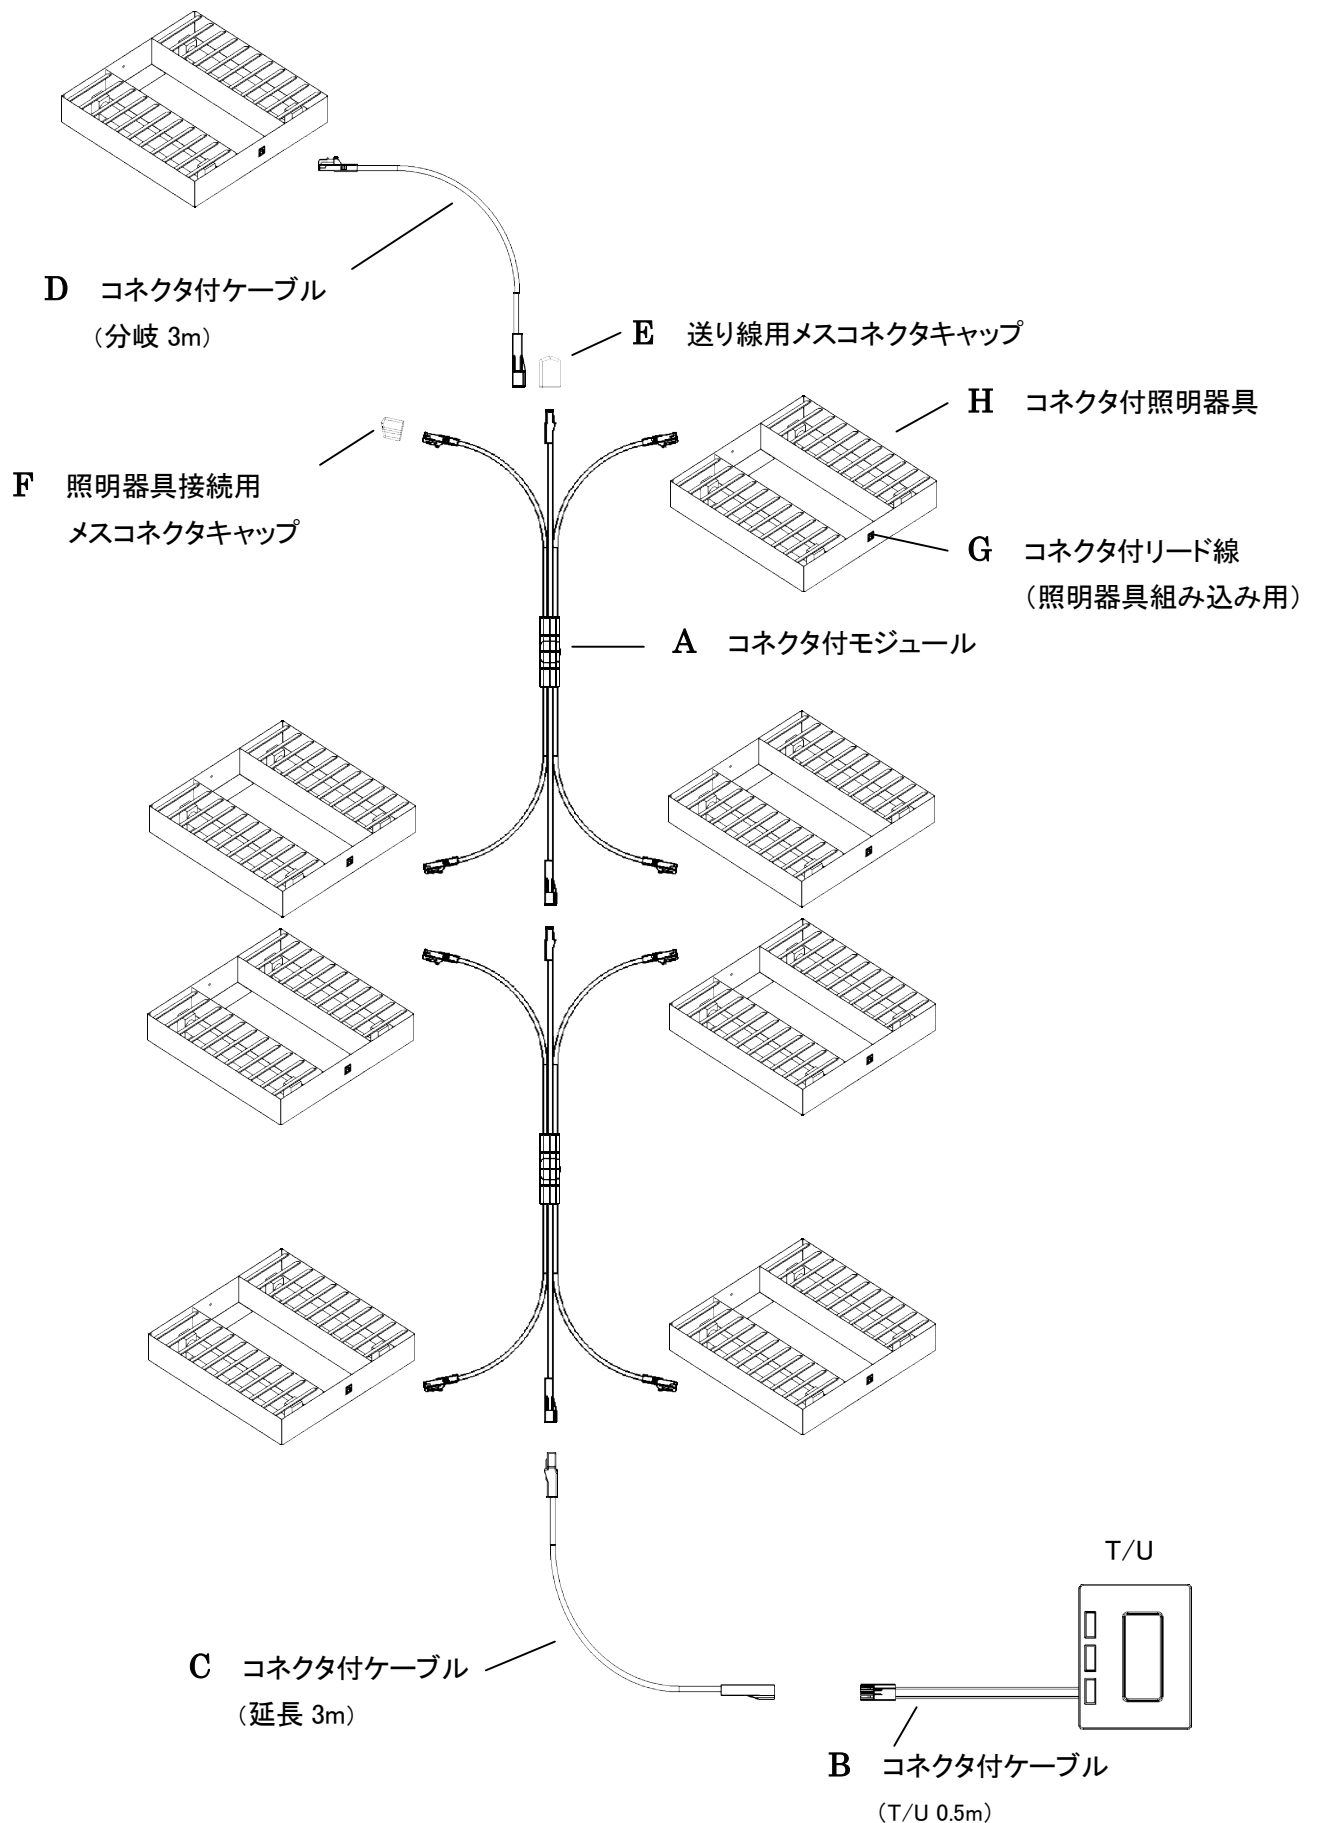 D コネクタ付ケーブル
（分岐 3m）
E 送り線用メスコネクタキャップ
H コネクタ付照明器具
F 照明器具接続用
メスコネクタキャップ
G コネクタ付リード線
（照明器具組み込み用）
A コネクタ付モジュール
T/U
C コネクタ付ケーブル
（延長 3m）
B コネクタ付ケーブル
（T/U 0.5m）